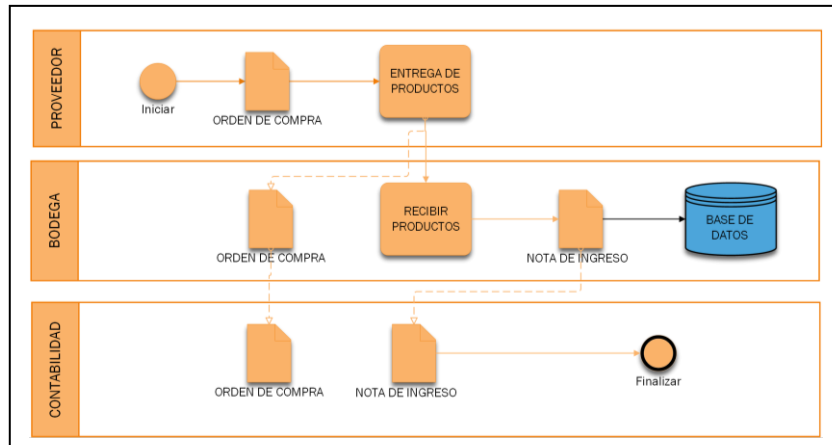 PROVEEDOR
Iniciar
ORDEN DE COMPRA
ENTREGA DE
PRODUCTOS
BODEGA
ORDEN DE COMPRA
RECIBIR
PRODUCTOS
NOTA DE INGRESO
BASE DE
DATOS
CONTABILIDAD
ORDEN DE COMPRA
NOTA DE INGRESO
Finalizar